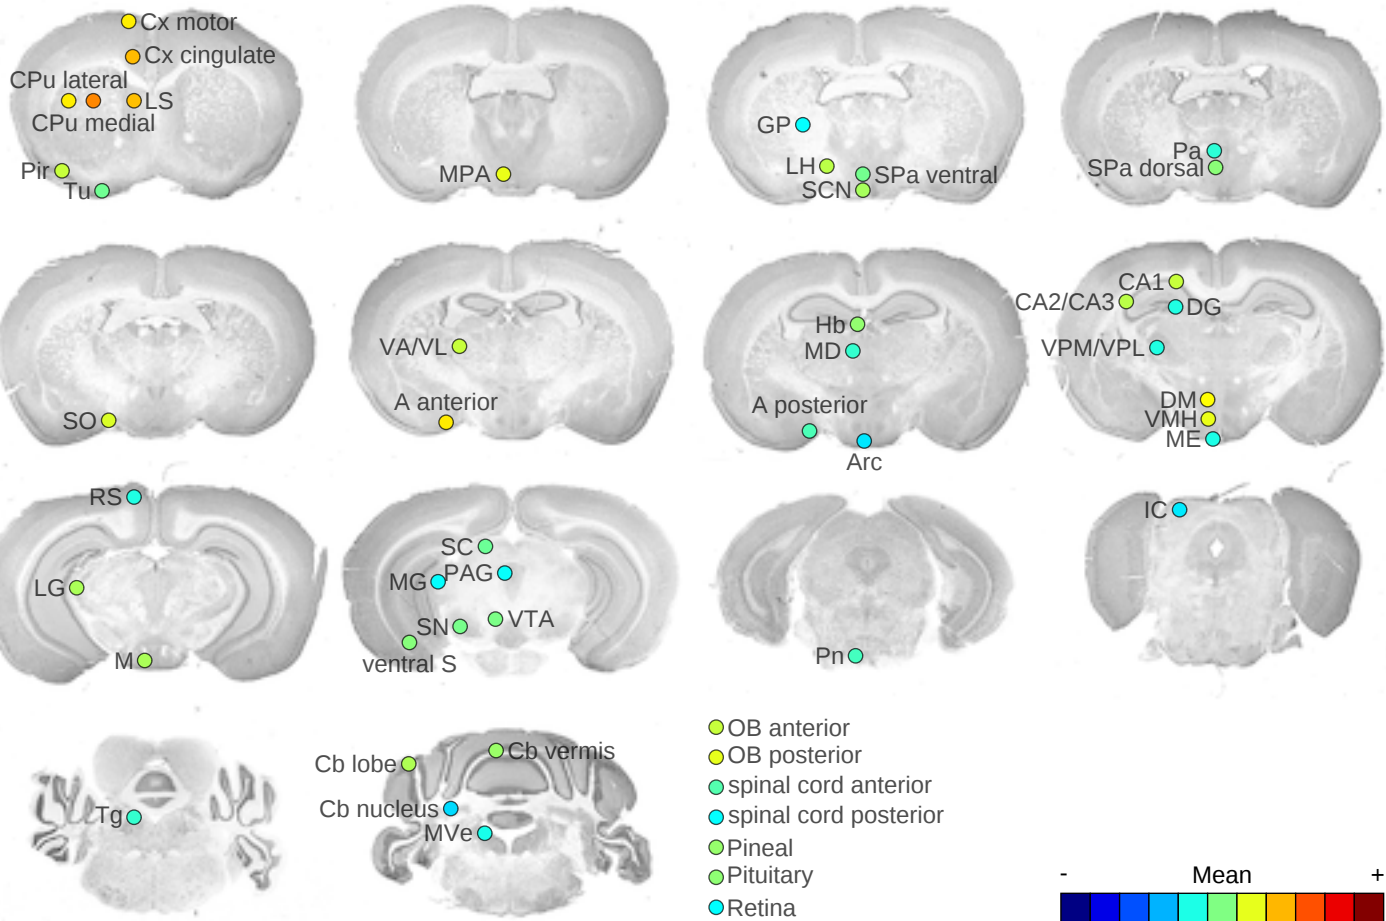 Cx motor
Cx cingulate
CPu lateral
LS
CPu medial
Pir
Tu
MPA
GP
LH
SPa ventral
SCN
Pa
SPa dorsal
SO
VA/VL
A anterior
Hb
MD
A posterior
Arc
CA1
CA2/CA3
DG
VPM/VPL
DM
VMH
ME
RS
LG
M
SC
MG
PAG
SN
VTA
ventral S
Pn
IC
Tg
Cb lobe
Cb vermis
Cb nucleus
MVe
OB anterior
OB posterior
spinal cord anterior
spinal cord posterior
Pineal
Pituitary
Retina
- Mean +